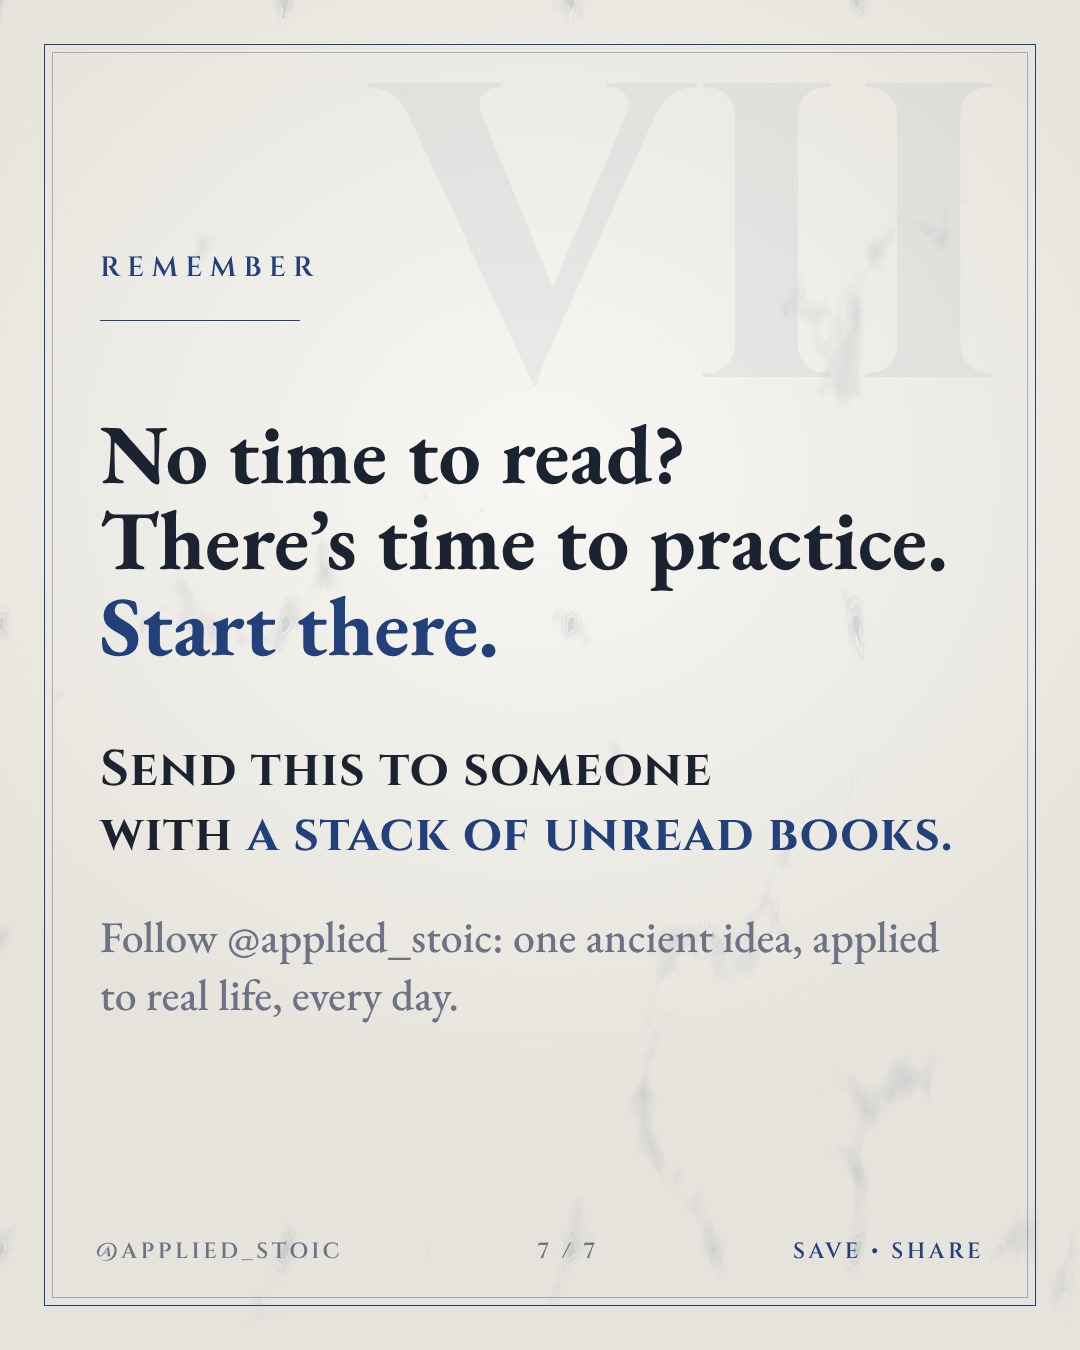 VII
REMEMBER
No time to read?
There’s time to practice.
Start there.
SEND THIS TO SOMEONE
WITH A STACK OF UNREAD BOOKS.
Follow @applied_stoic: one ancient idea, applied
to real life, every day.
@APPLIED_STOIC
7 / 7
SAVE • SHARE